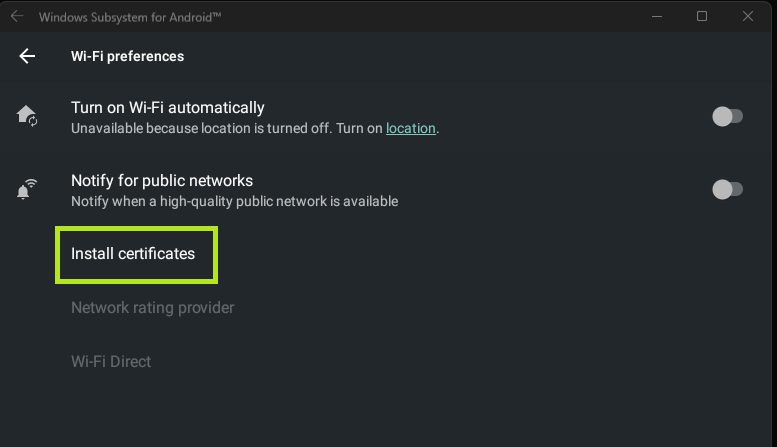 Windows Subsystem for Android™
Wi-Fi preferences
Turn on Wi-Fi automatically
Unavailable because location is turned off. Turn on location.
Notify for public networks
Notify when a high-quality public network is available
Install certificates
Network rating provider
Wi-Fi Direct